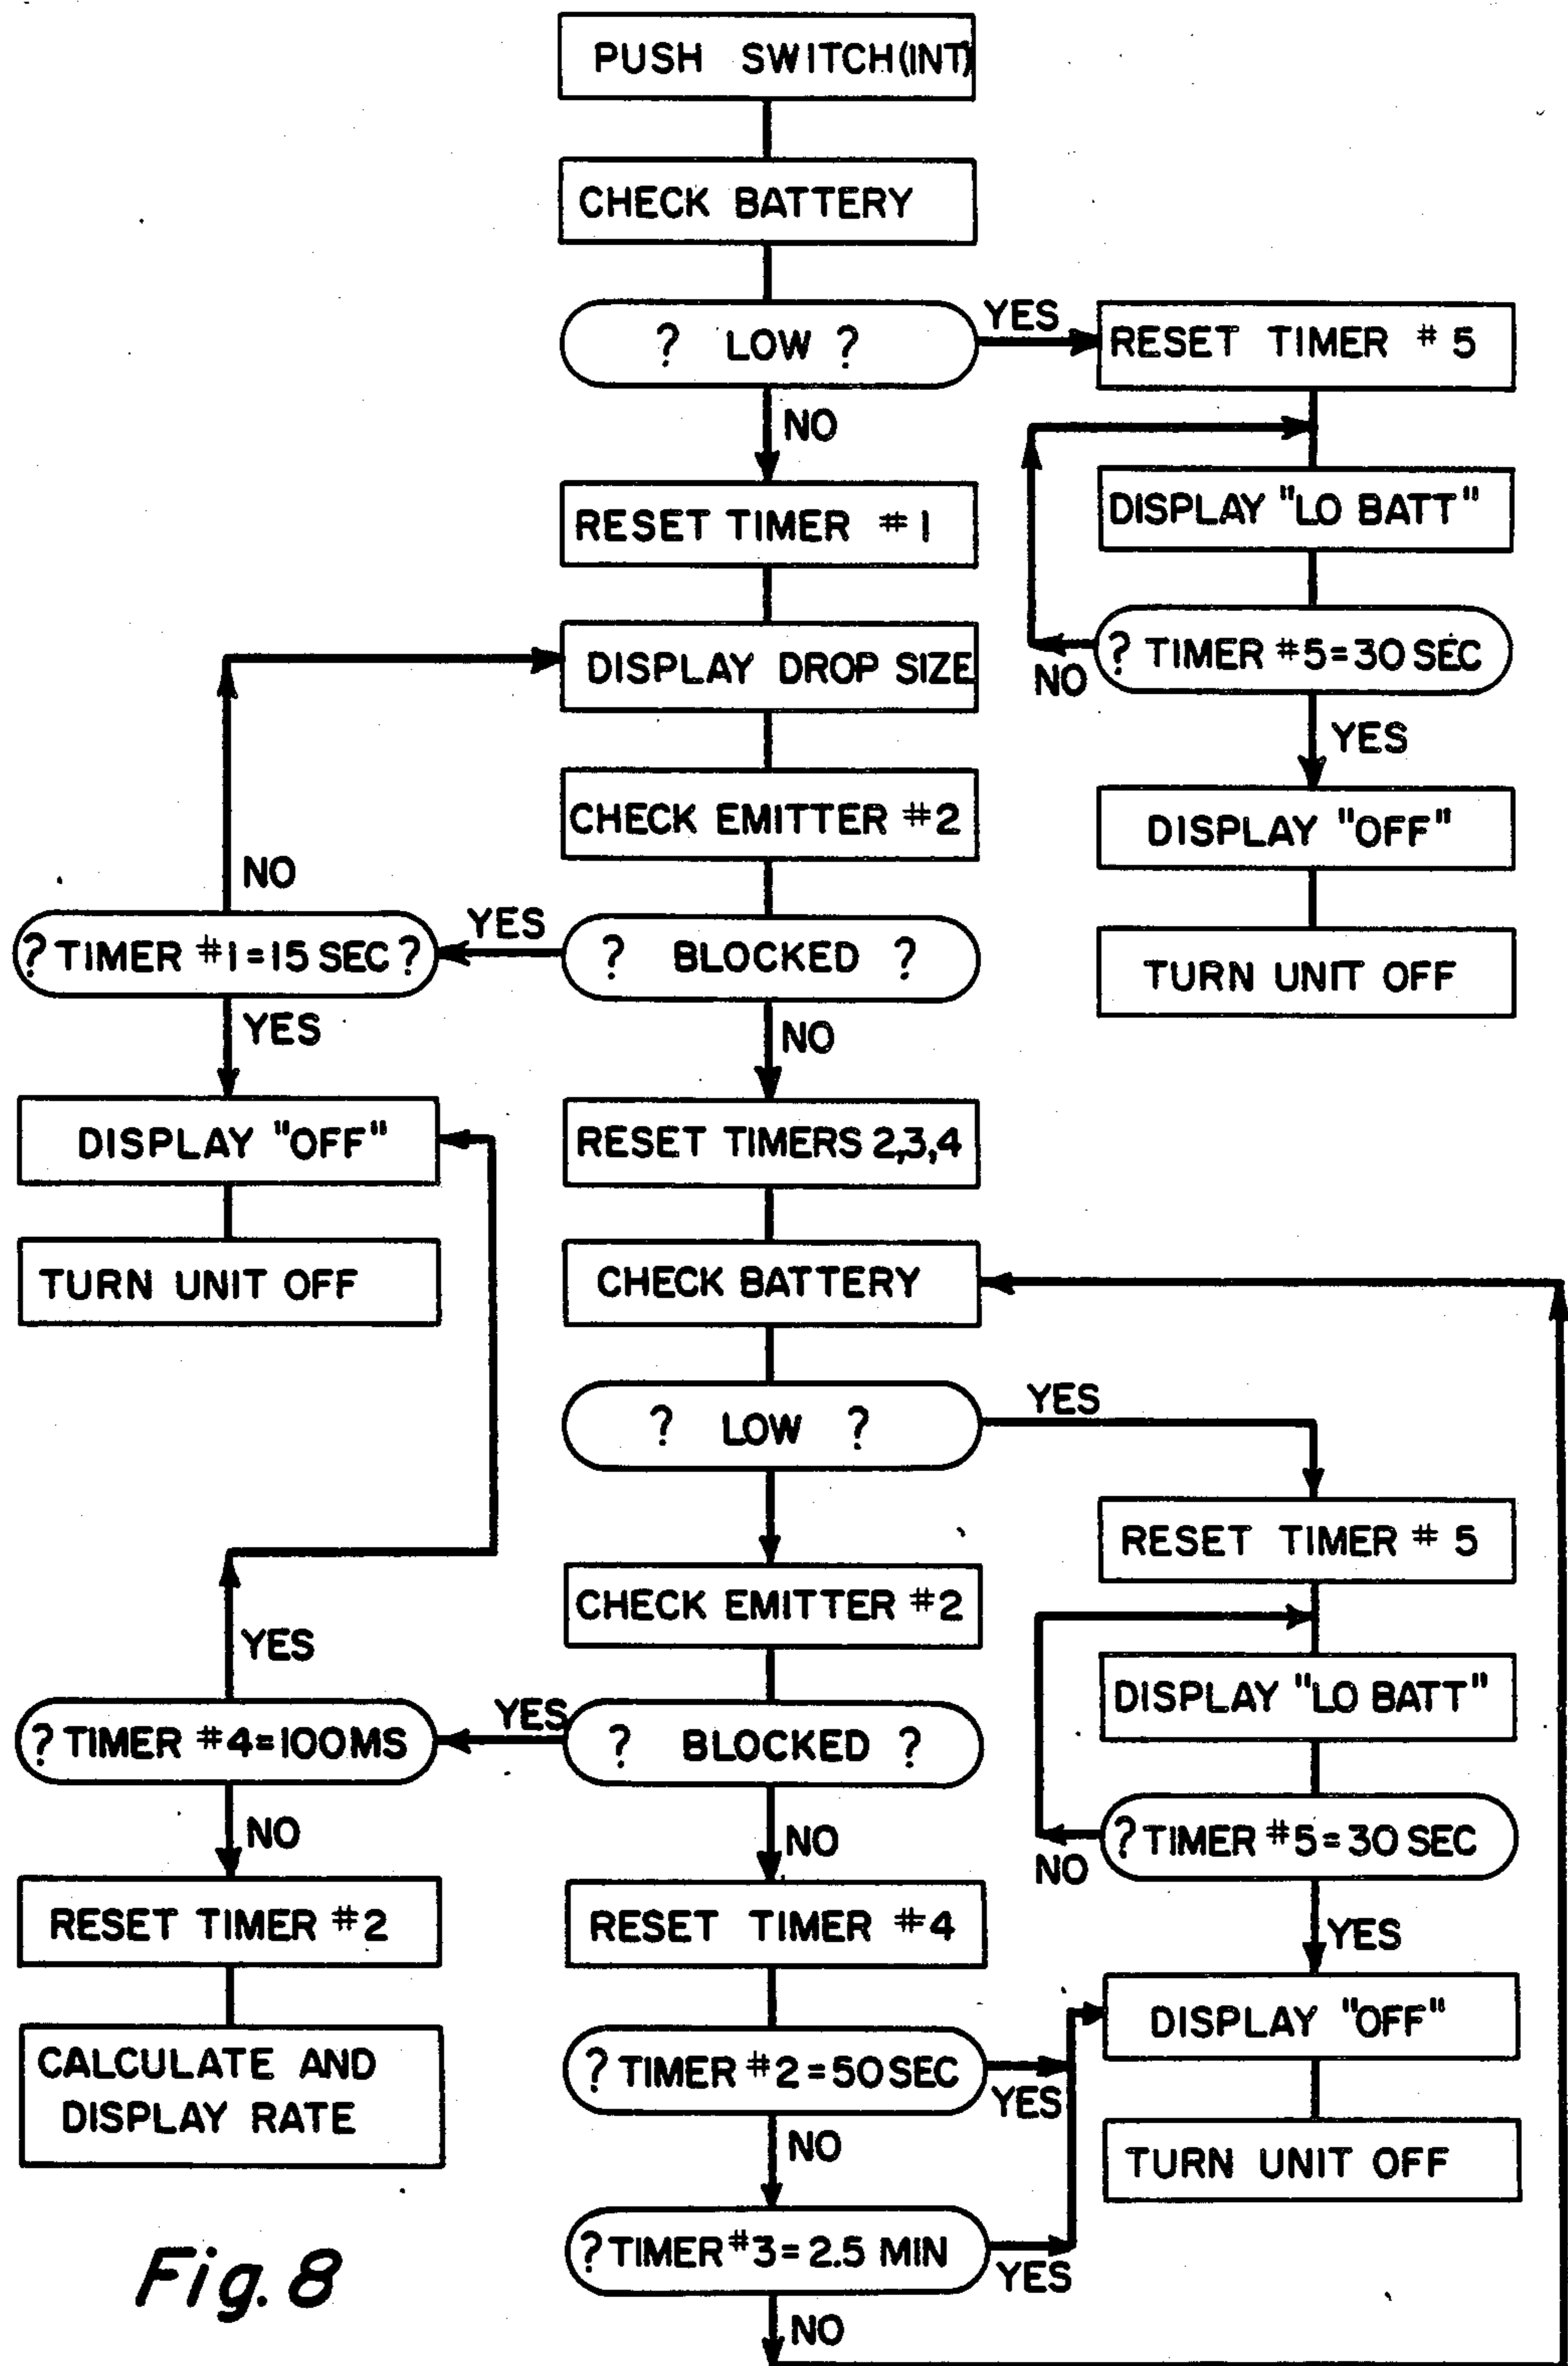 PUSH SWITCH(INT)
CHECK BATTERY
? LOW ?
YES
RESET TIMER #5
NO
DISPLAY "LO BATT"
RESET TIMER #1
? TIMER #5=30 SEC
NO
DISPLAY DROP SIZE
YES
CHECK EMITTER #2
DISPLAY "OFF"
NO
? TIMER #1=15 SEC ?
YES
? BLOCKED ?
TURN UNIT OFF
YES
NO
DISPLAY "OFF"
RESET TIMERS 2,3,4
TURN UNIT OFF
CHECK BATTERY
? LOW ?
YES
RESET TIMER #5
CHECK EMITTER #2
YES
DISPLAY "LO BATT"
? TIMER #4=100MS
YES
? BLOCKED ?
NO
NO
? TIMER #5=30 SEC
NO
RESET TIMER #2
RESET TIMER #4
YES
DISPLAY "OFF"
CALCULATE AND
DISPLAY RATE
? TIMER #2=50SEC
YES
NO
TURN UNIT OFF
? TIMER #3=2.5 MIN
YES
NO
Fig. 8